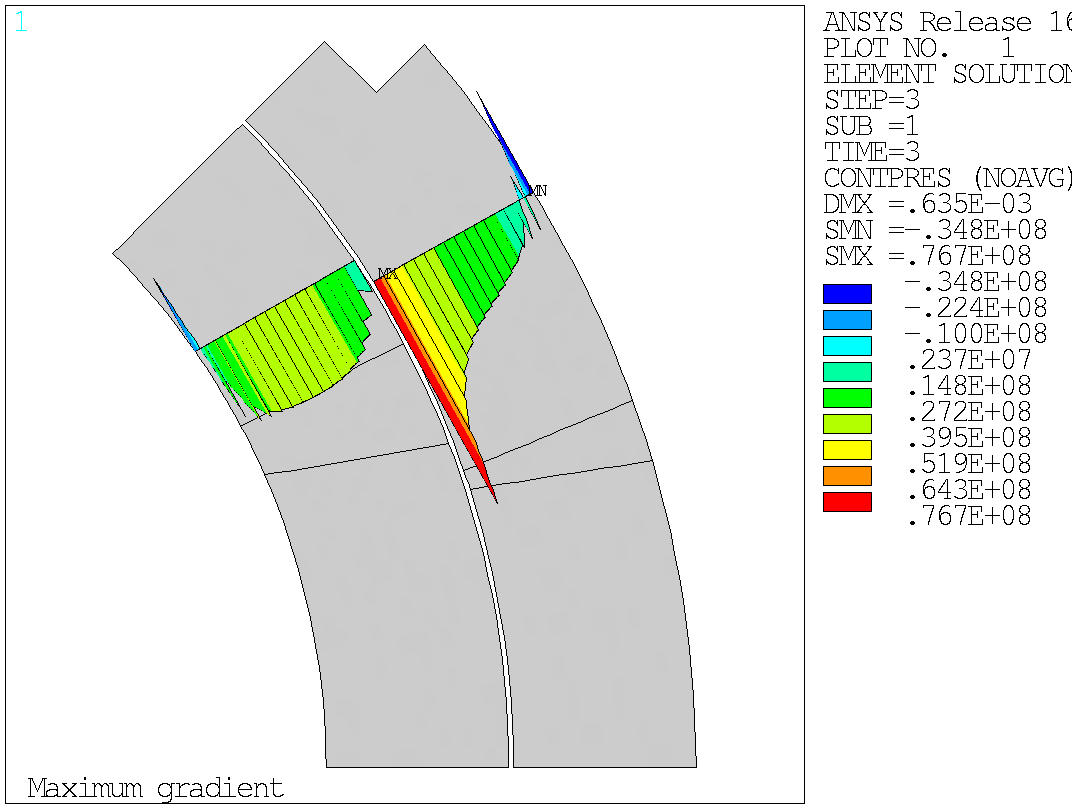 1
ANSYS Release 16
PLOT NO. 1
ELEMENT SOLUTION
STEP=3
SUB =1
TIME=3
CONTPRES (NOAVG)
DMX =.635E-03
SMN =-.348E+08
SMX =.767E+08
-.348E+08
-.224E+08
-.100E+08
.237E+07
.148E+08
.272E+08
.395E+08
.519E+08
.643E+08
.767E+08
MN
MX
Maximum gradient